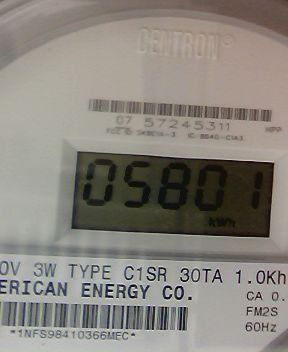 CENTRON®
07 57245311
HPP
05801
kWh
0V 3W TYPE C1SR 30TA 1.0Kh
ERICAN ENERGY CO.
CA 0.
FM2S
60Hz
*1NFS98410366MEC*